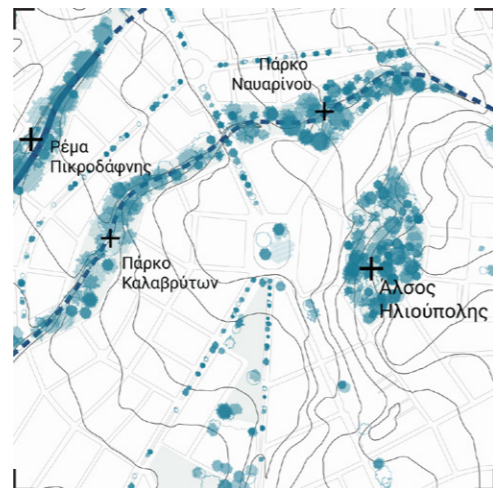 Πάρκο
Ναυαρίνου
Ρέμα
Πικροδάφνης
Πάρκο
Καλαβρύτων
Άλσος
Ηλιούπολης